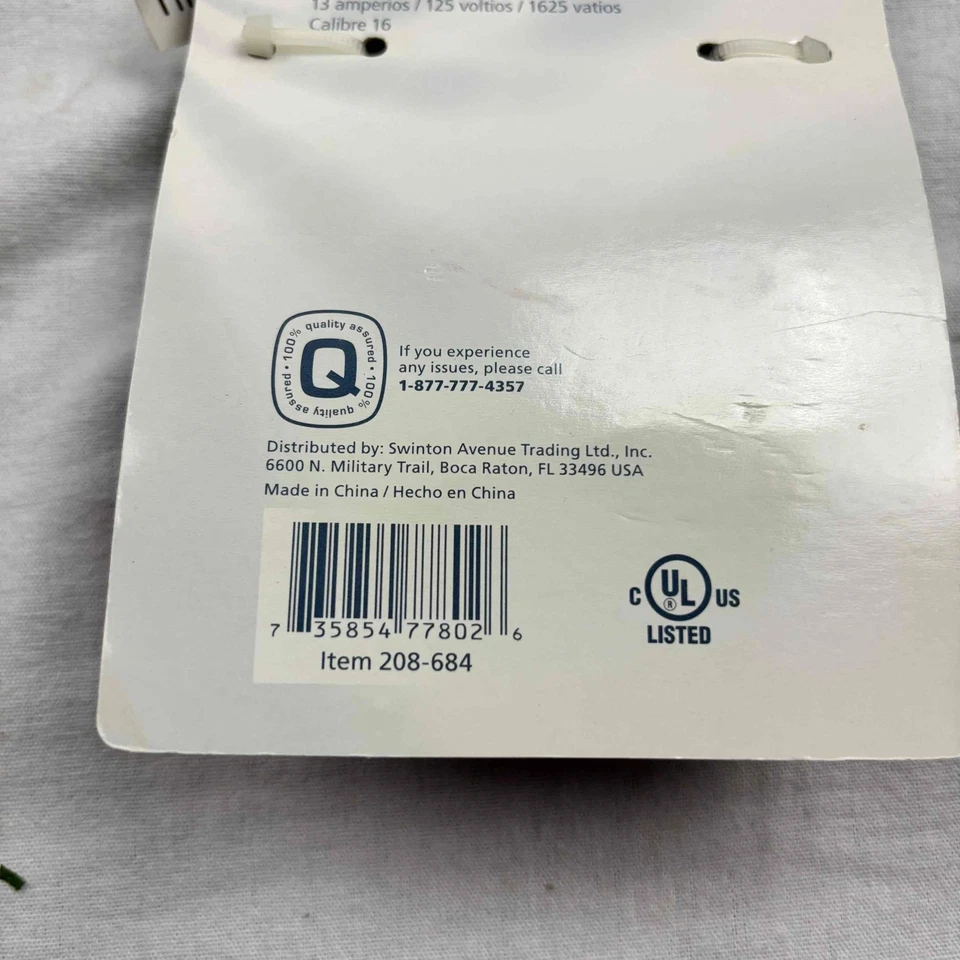 13 amperios / 125 voltios / 1625 vatios
Calibre 16
100% quality assured • 100% quality assured •
Q
If you experience
any issues, please call
1-877-777-4357
Distributed by: Swinton Avenue Trading Ltd., Inc.
6600 N. Military Trail, Boca Raton, FL 33496 USA
Made in China / Hecho en China
7 35854 77802 6
Item 208-684
C UL ® US
LISTED